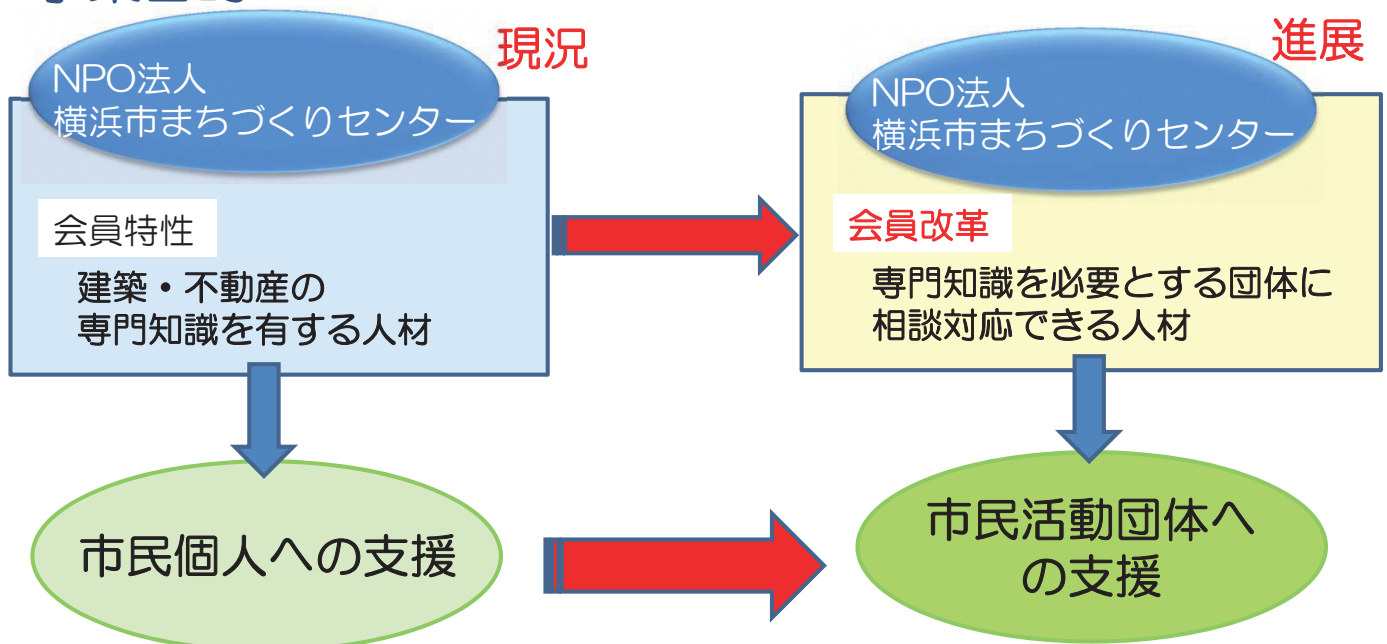 現況
NPO法人
横浜市まちづくりセンター
会員特性
建築・不動産の
専門知識を有する人材
市民個人への支援
進展
NPO法人
横浜市まちづくりセンター
会員改革
専門知識を必要とする団体に
相談対応できる人材
市民活動団体へ
の支援